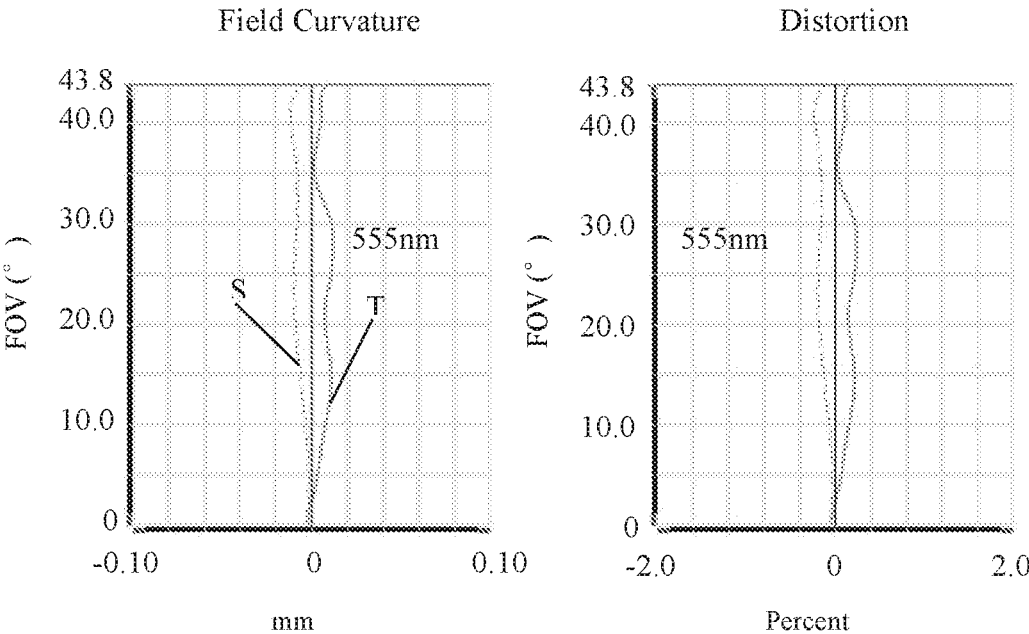 Field Curvature
43.8
40.0
30.0
20.0
10.0
0
FOV (°)
555nm
S
T
-0.10
0
0.10
mm
Distortion
43.8
40.0
30.0
20.0
10.0
0
FOV (°)
555nm
-2.0
0
2.0
Percent